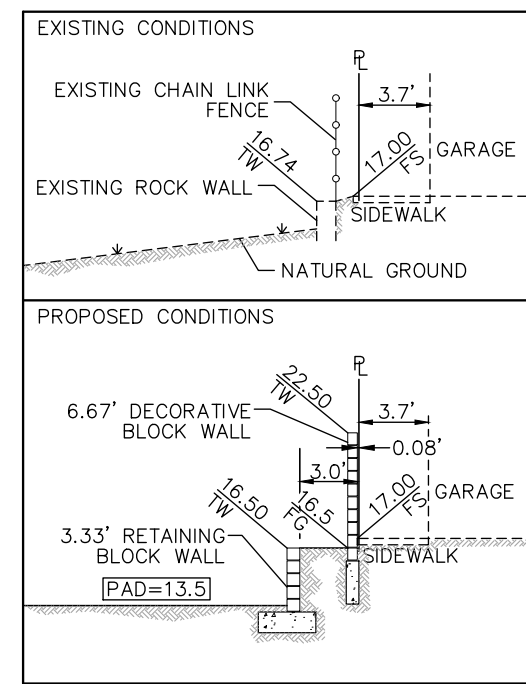 EXISTING CONDITIONS
℄
EXISTING CHAIN LINK
FENCE
3.7'
16.74
TW
17.00
FS
GARAGE
EXISTING ROCK WALL
SIDEWALK
NATURAL GROUND
PROPOSED CONDITIONS
PL
22.50
TW
6.67' DECORATIVE
BLOCK WALL
3.7'
0.08'
3.0'
16.50
TW
16.5
FG
17.00
FS
GARAGE
3.33' RETAINING
BLOCK WALL
SIDEWALK
PAD=13.5